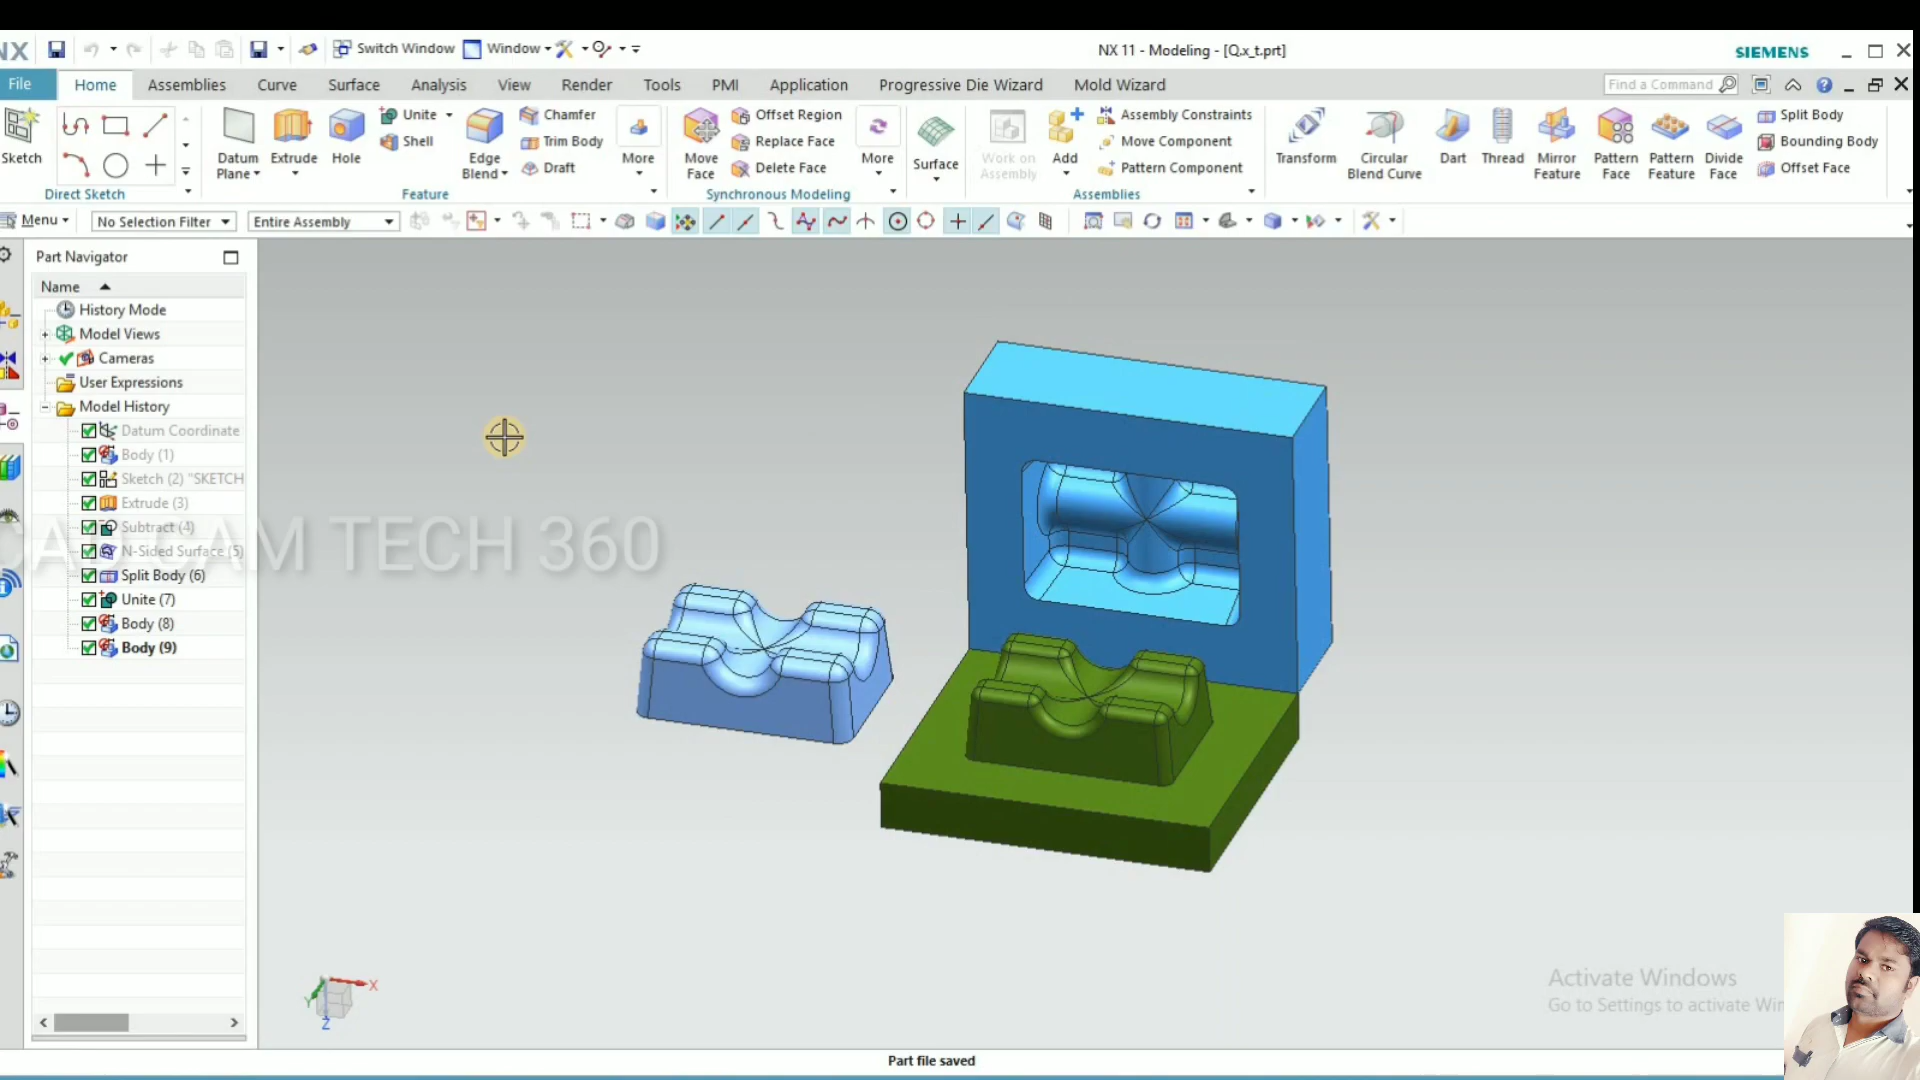 NX
Switch Window
Window
NX 11 - Modeling - [Q.x_t.prt]
SIEMENS
File
Home
Assemblies
Curve
Surface
Analysis
View
Render
Tools
PMI
Application
Progressive Die Wizard
Mold Wizard
Find a Command
Sketch
Datum
Plane
Extrude
Hole
Unite
Shell
Edge
Blend
Chamfer
Trim Body
Draft
More
Move
Face
Offset Region
Replace Face
Delete Face
More
Surface
Work on
Assembly
Add
Assembly Constraints
Move Component
Pattern Component
Transform
Circular
Blend Curve
Dart
Thread
Mirror
Feature
Pattern
Face
Pattern
Feature
Divide
Face
Split Body
Bounding Body
Offset Face
Direct Sketch
Feature
Synchronous Modeling
Assemblies
Menu
No Selection Filter
Entire Assembly
Part Navigator
Name
History Mode
Model Views
Cameras
User Expressions
Model History
Datum Coordinate
Body (1)
Sketch (2) "SKETCH
Extrude (3)
Subtract (4)
N-Sided Surface (5)
Split Body (6)
Unite (7)
Body (8)
Body (9)
CAD CAM TECH 360
X
Y
Z
Activate Windows
Go to Settings to activate Win
Part file saved